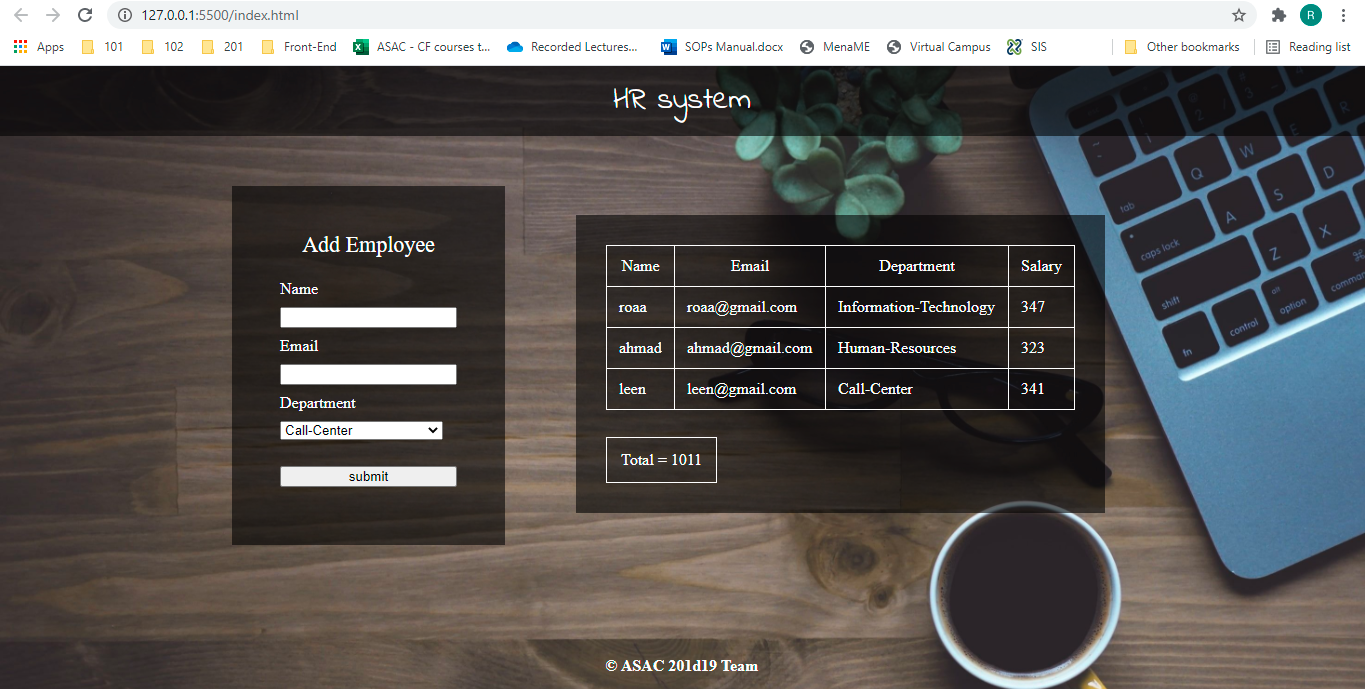 127.0.0.1:5500/index.html
R
Apps 101 102 201 Front-End ASAC - CF courses t... Recorded Lectures... SOPs Manual.docx MenaME Virtual Campus SIS Other bookmarks Reading list
HR system
Add Employee
Name
Email
Department
Call-Center
submit
Name Email Department Salary
roaa roaa@gmail.com Information-Technology 347
ahmad ahmad@gmail.com Human-Resources 323
leen leen@gmail.com Call-Center 341
Total = 1011
tab
caps lock
shift
fn
control
option
Q
W
E
A
S
D
Z
X
© ASAC 201d19 Team